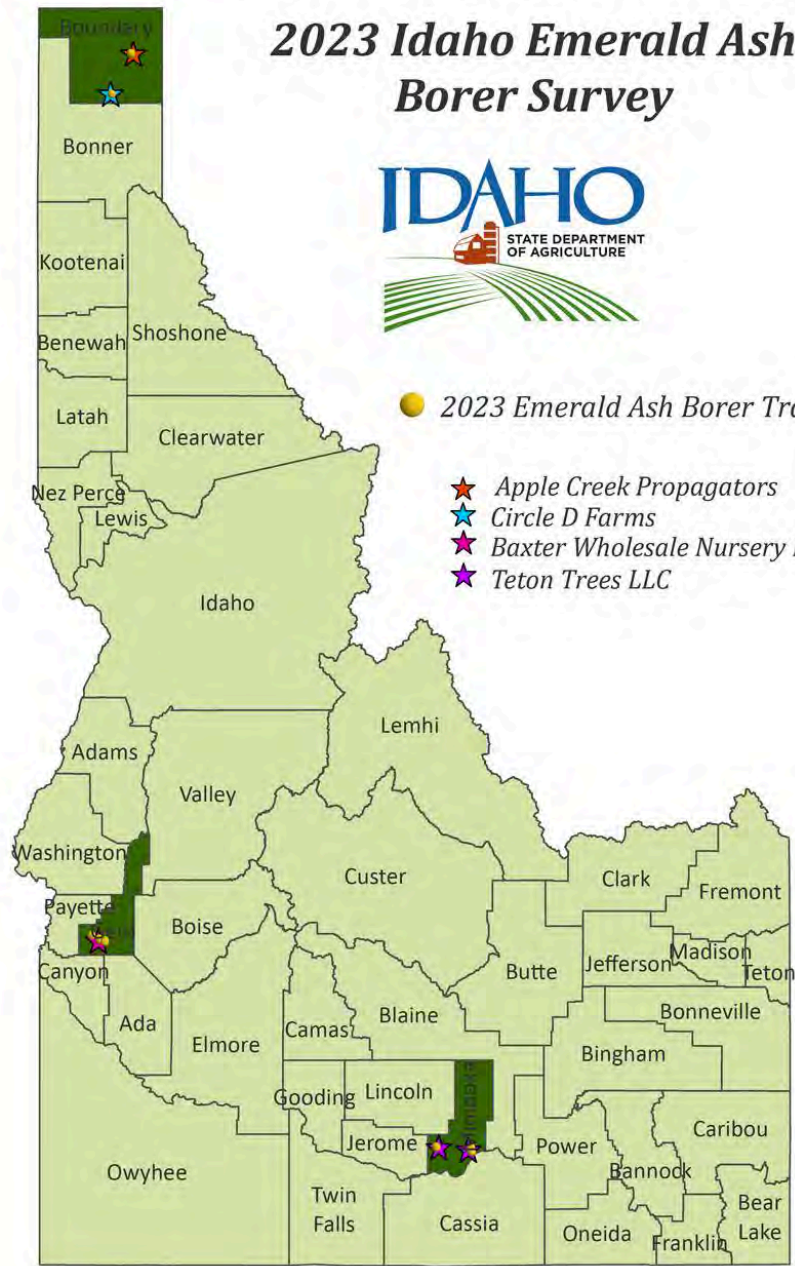 2023 Idaho Emerald Ash
Borer Survey
IDAHO
STATE DEPARTMENT
OF AGRICULTURE
2023 Emerald Ash Borer
Apple Creek Propagators
Circle D Farms
Baxter Wholesale Nursery
Teton Trees LLC
Boundary
Bonner
Kootenai
Shoshone
Benewah
Latah
Clearwater
Nez Perce
Lewis
Idaho
Lemhi
Adams
Valley
Washington
Custer
Clark
Fremont
Payette
Boise
Butte
Jefferson
Madison
Teton
Canyon
Ada
Elmore
Camas
Blaine
Bonneville
Bingham
Gooding
Lincoln
Minidoka
Jerome
Power
Caribou
Bannock
Owyhee
Twin
Falls
Cassia
Oneida
Franklin
Bear
Lake